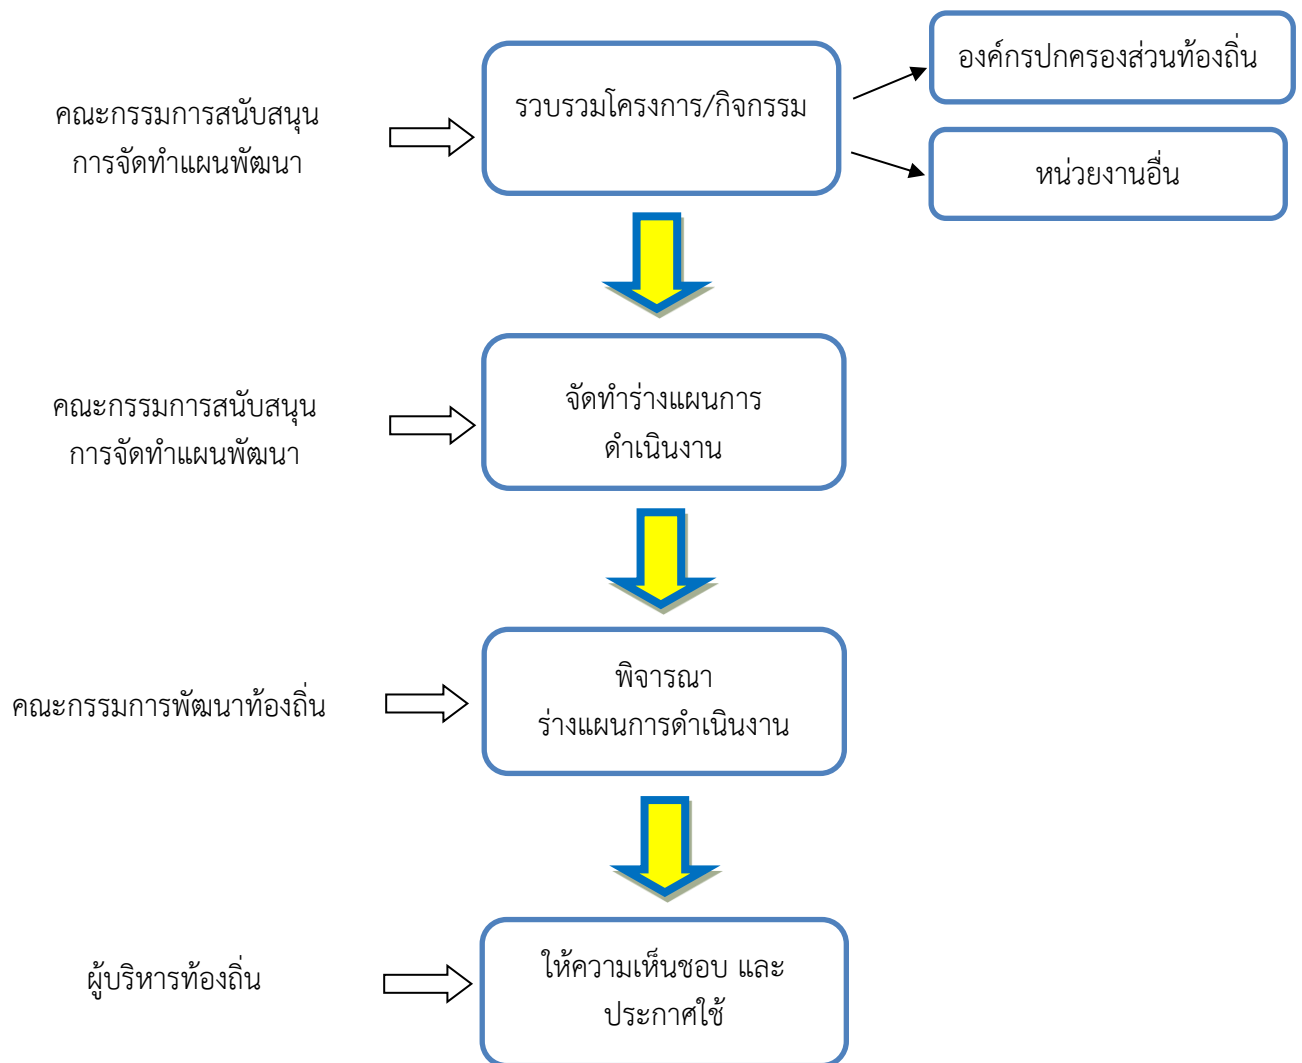 คณะกรรมการสนับสนุน
การจัดทำแผนพัฒนา
รวบรวมโครงการ/กิจกรรม
องค์กรปกครองส่วนท้องถิ่น
หน่วยงานอื่น
คณะกรรมการสนับสนุน
การจัดทำแผนพัฒนา
จัดทำร่างแผนการ
ดำเนินงาน
คณะกรรมการพัฒนาท้องถิ่น
พิจารณา
ร่างแผนการดำเนินงาน
ผู้บริหารท้องถิ่น
ให้ความเห็นชอบ และ
ประกาศใช้